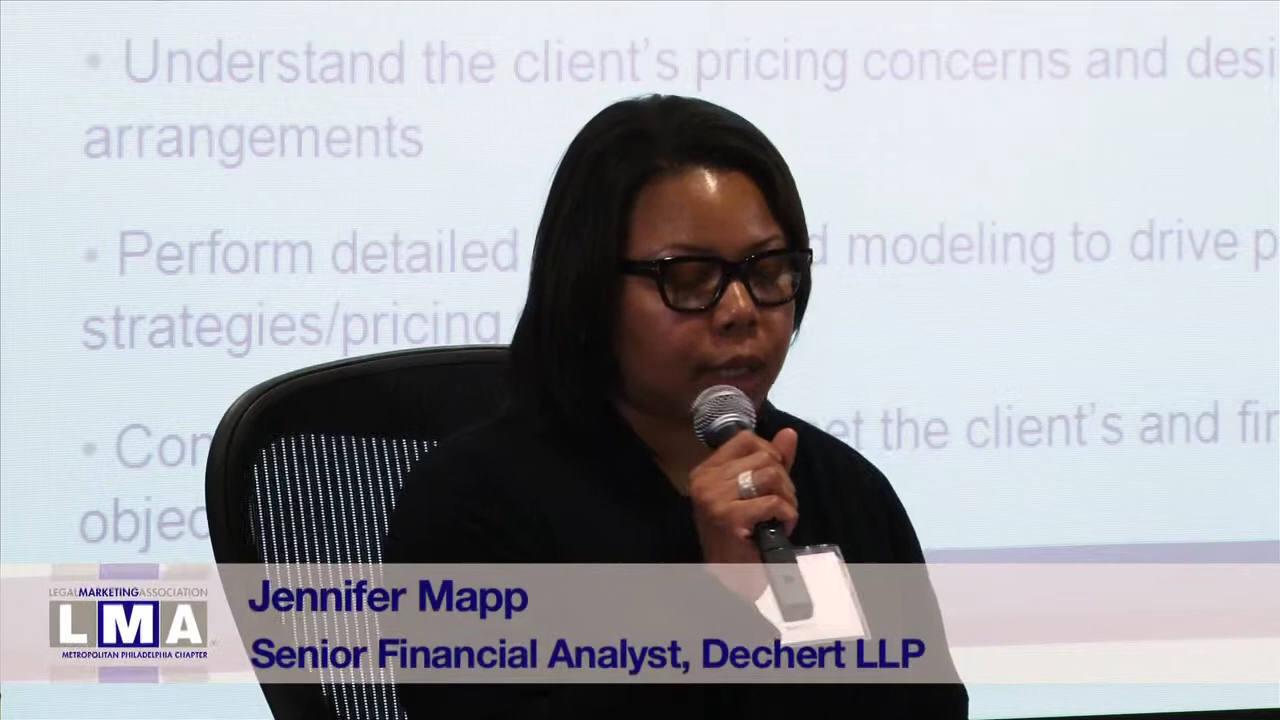 • Understand the client's pricing concerns and desi
arrangements
• Perform detailed modeling to drive p
strategies/pricing
• Con
objec
et the client's and fir
LEGALMARKETINGASSOCIATION
LMA
METROPOLITAN PHILADELPHIA CHAPTER
Jennifer Mapp
Senior Financial Analyst, Dechert LLP